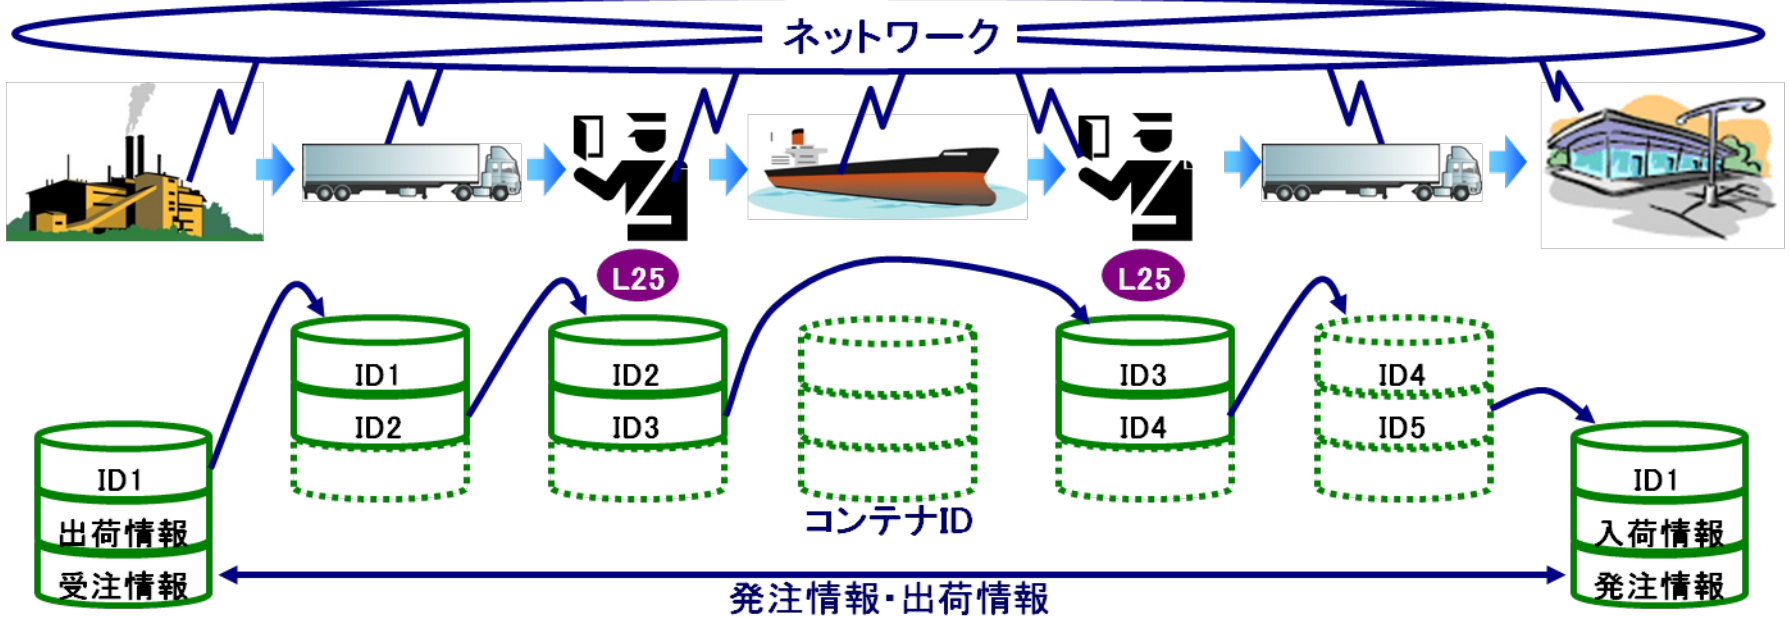 ネットワーク
L25
L25
ID1
ID2
ID2
ID3
ID3
ID4
ID4
ID5
ID1
出荷情報
受注情報
コンテナID
ID1
入荷情報
発注情報
発注情報・出荷情報